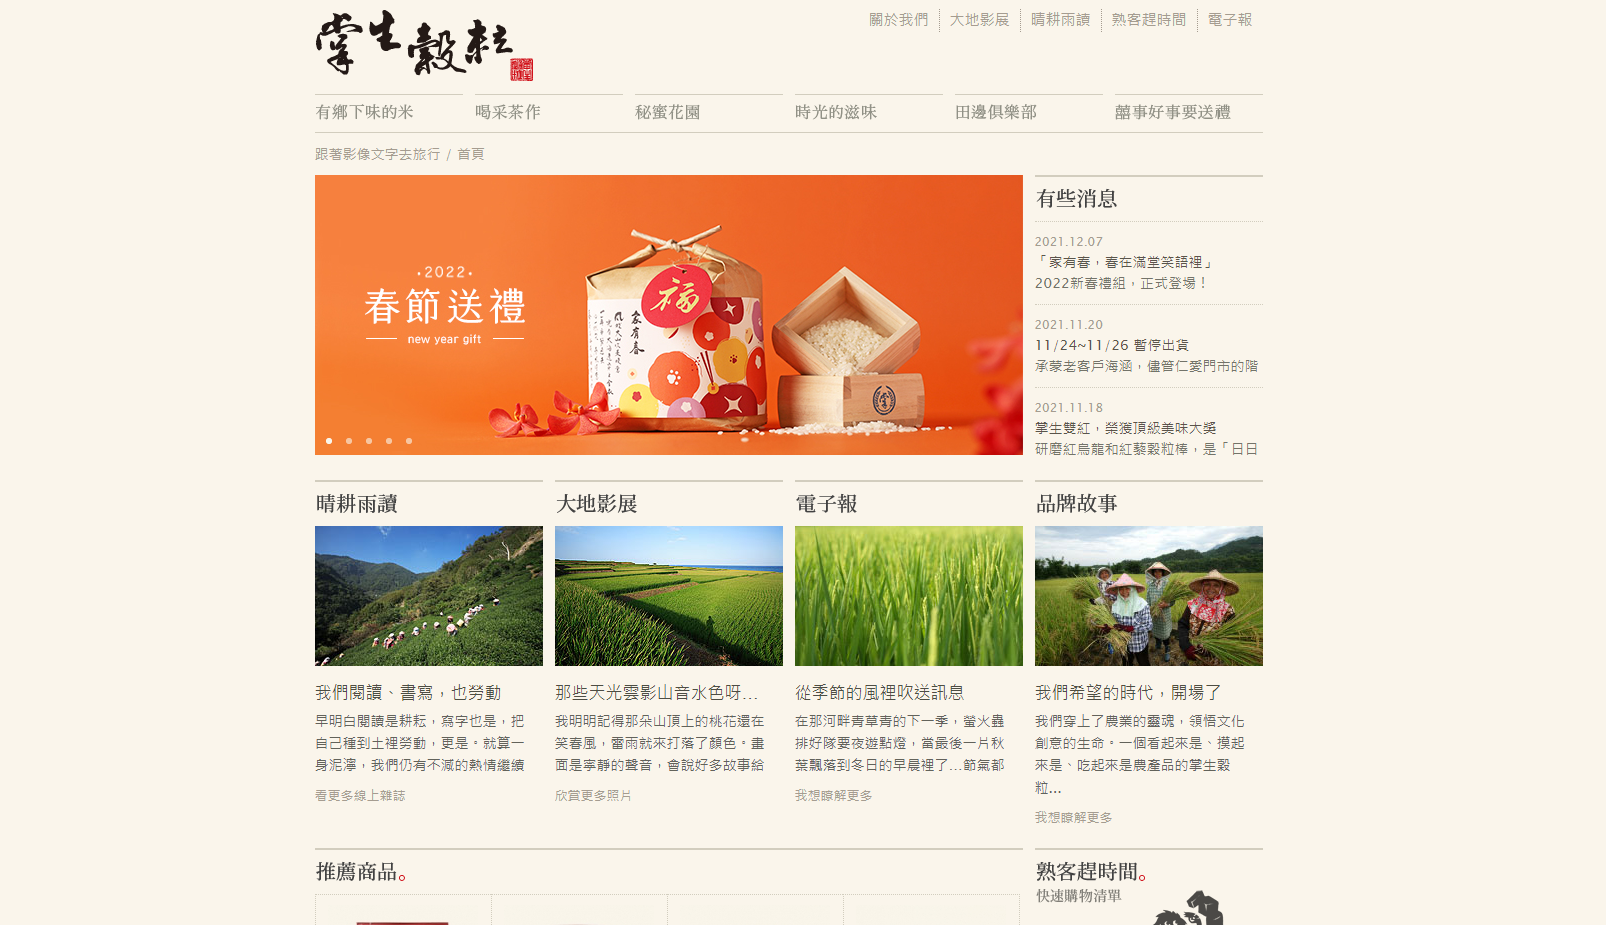 掌生穀粒
關於我們
大地影展
晴耕雨讀
熟客趕時間
電子報
有鄉下味的米
喝采茶作
秘蜜花園
時光的滋味
田邊俱樂部
囍事好事要送禮
跟著影像文字去旅行 / 首頁
·2022·
春節送禮
new year gift
福
家有春
有些消息
2021.12.07
「家有春，春在滿堂笑語裡」
2022新春禮組，正式登場！
2021.11.20
11/24~11/26 暫停出貨
承蒙老客戶海涵，儘管仁愛門市的階
2021.11.18
掌生雙紅，榮獲頂級美味大獎
研磨紅烏龍和紅藜穀粒棒，是「日日
晴耕雨讀
我們閱讀、書寫，也勞動
早明白閱讀是耕耘，寫字也是，把
自己種到土裡勞動，更是。就算一
身泥濘，我們仍有不減的熱情繼續
看更多線上雜誌
大地影展
那些天光雲影山音水色呀...
我明明記得那朵山頂上的桃花還在
笑春風，雷雨就來打落了顏色。畫
面是寧靜的聲音，會說好多故事給
欣賞更多照片
電子報
從季節的風裡吹送訊息
在那河畔青草青的下一季，螢火蟲
排好隊要夜遊點燈，當最後一片秋
葉飄落到冬日的早晨裡了...節氣都
我想瞭解更多
品牌故事
我們希望的時代，開場了
我們穿上了農業的靈魂，領悟文化
創意的生命。一個看起來是、摸起
來是、吃起來是農產品的掌生穀
粒...
我想瞭解更多
推薦商品。
熟客趕時間。
快速購物清單